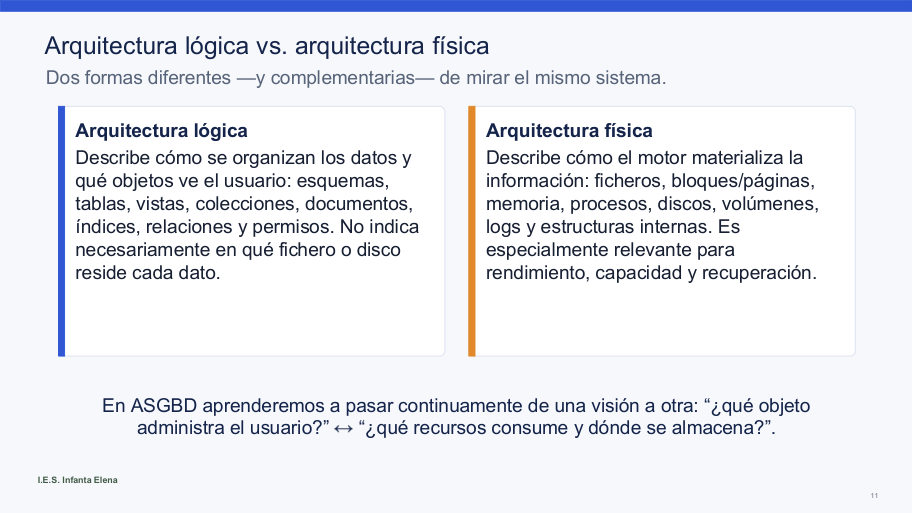 Arquitectura lógica vs. arquitectura física
Dos formas diferentes —y complementarias— de mirar el mismo sistema.
Arquitectura lógica
Describe cómo se organizan los datos y
qué objetos ve el usuario: esquemas,
tablas, vistas, colecciones, documentos,
índices, relaciones y permisos. No indica
necesariamente en qué fichero o disco
reside cada dato.
Arquitectura física
Describe cómo el motor materializa la
información: ficheros, bloques/páginas,
memoria, procesos, discos, volúmenes,
logs y estructuras internas. Es
especialmente relevante para
rendimiento, capacidad y recuperación.
En ASGBD aprenderemos a pasar continuamente de una visión a otra: “¿qué objeto
administra el usuario?” ↔ “¿qué recursos consume y dónde se almacena?”.
I.E.S. Infanta Elena
11